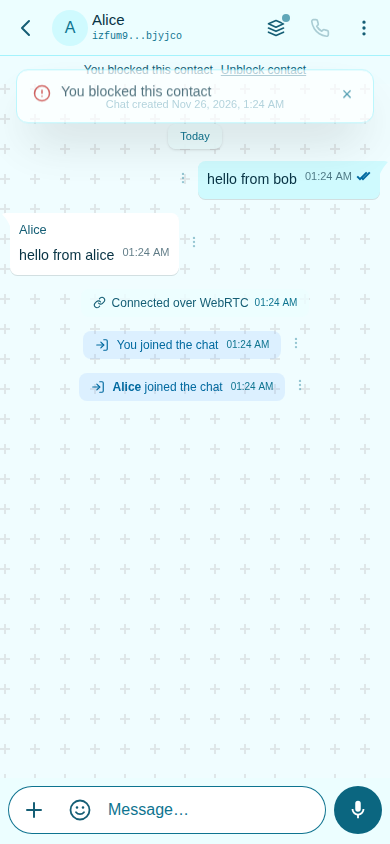 A
Alice
izfum9...bjyjco
You blocked this contact Unblock contact
You blocked this contact
Chat created Nov 26, 2026, 1:24 AM
Today
hello from bob 01:24 AM
Alice
hello from alice 01:24 AM
Connected over WebRTC 01:24 AM
You joined the chat 01:24 AM
Alice joined the chat 01:24 AM
Message…